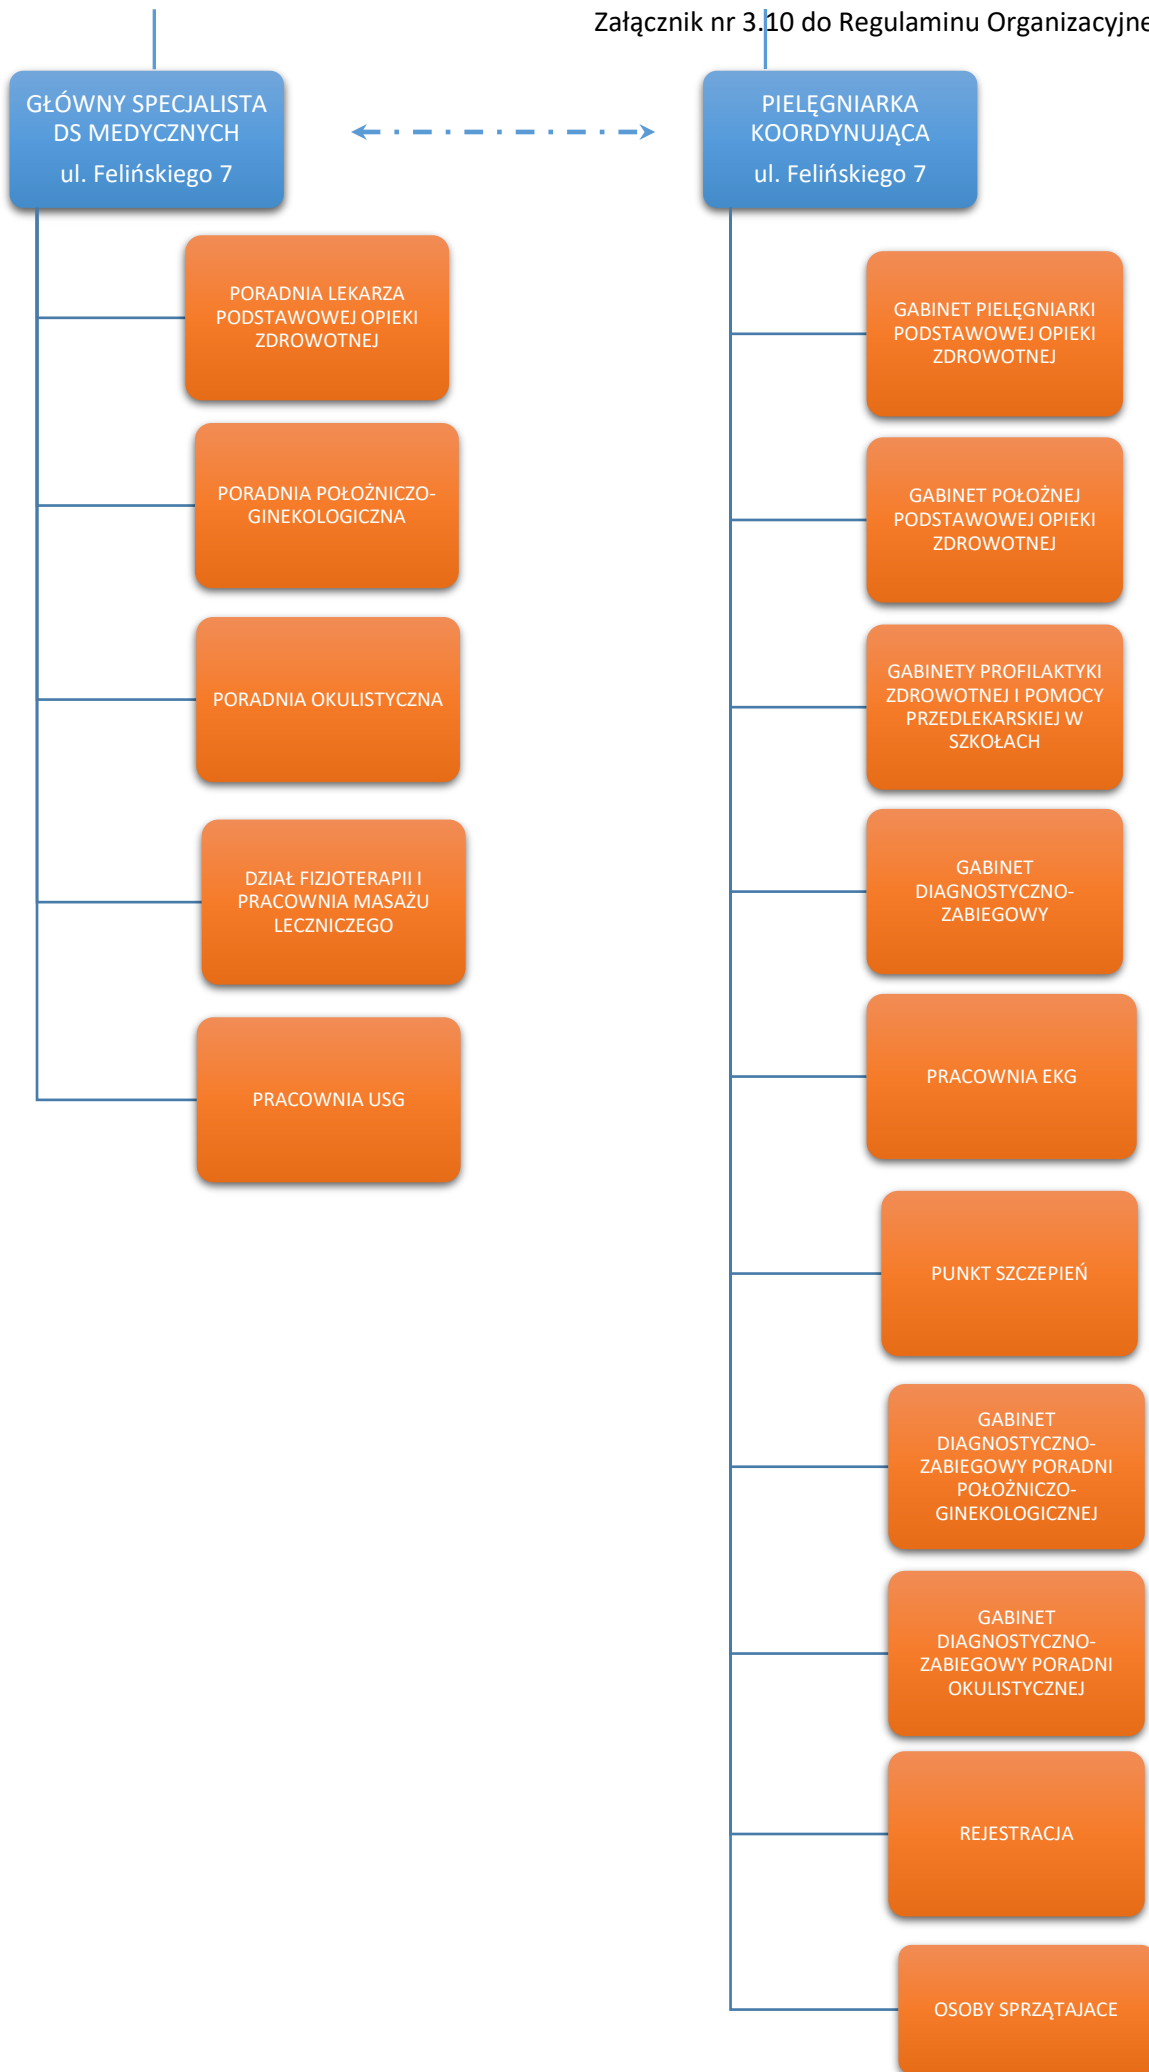 Załącznik nr 3.10 do Regulaminu Organizacyjne
GŁÓWNY SPECJALISTA
DS MEDYCZNYCH
ul. Felińskiego 7
PIELĘGNIARKA
KOORDYNUJĄCA
ul. Felińskiego 7
PORADNIA LEKARZA
PODSTAWOWEJ OPIEKI
ZDROWOTNEJ
PORADNIA POŁOŻNICZO-
GINEKOLOGICZNA
PORADNIA OKULISTYCZNA
DZIAŁ FIZJOTERAPII I
PRACOWNIA MASAŻU
LECZNICZEGO
PRACOWNIA USG
GABINET PIELĘGNIARKI
PODSTAWOWEJ OPIEKI
ZDROWOTNEJ
GABINET POŁOŻNEJ
PODSTAWOWEJ OPIEKI
ZDROWOTNEJ
GABINETY PROFILAKTYKI
ZDROWOTNEJ I POMOCY
PRZEDLEKARSKIEJ W
SZKOŁACH
GABINET
DIAGNOSTYCZNO-
ZABIEGOWY
PRACOWNIA EKG
PUNKT SZCZEPIEŃ
GABINET
DIAGNOSTYCZNO-
ZABIEGOWY PORADNI
POŁOŻNICZO-
GINEKOLOGICZNEJ
GABINET
DIAGNOSTYCZNO-
ZABIEGOWY PORADNI
OKULISTYCZNEJ
REJESTRACJA
OSOBY SPRZĄTAJACE